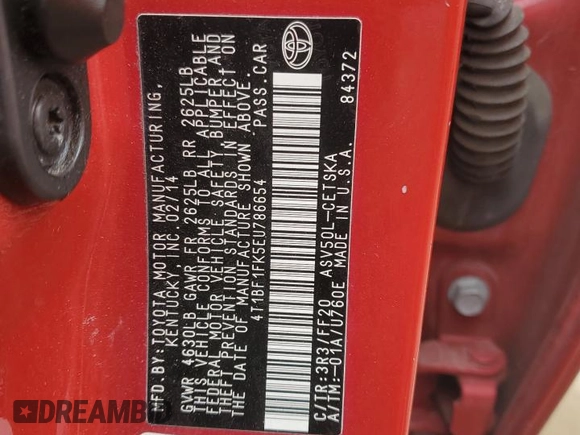 MFD.BY:TOYOTA MOTOR MANUFACTURING,
KENTUCKY, INC. 02/14
GVWR 4630LB GAWR FR 2625LB RR 2625LB
THIS VEHICLE CONFORMS TO ALL APPLICABLE
FEDERAL MOTOR VEHICLE SAFETY, BUMPER, AND
THEFT PREVENTION STANDARDS IN EFFECT ON
THE DATE OF MANUFACTURE SHOWN ABOVE.
4T1BF1FK5EU786654 PASS.CAR
84372
C/TR:3R3/FF20 ASV50L-CETSKA
A/TM:-01A/U760E MADE IN U.S.A.
DREAMBID